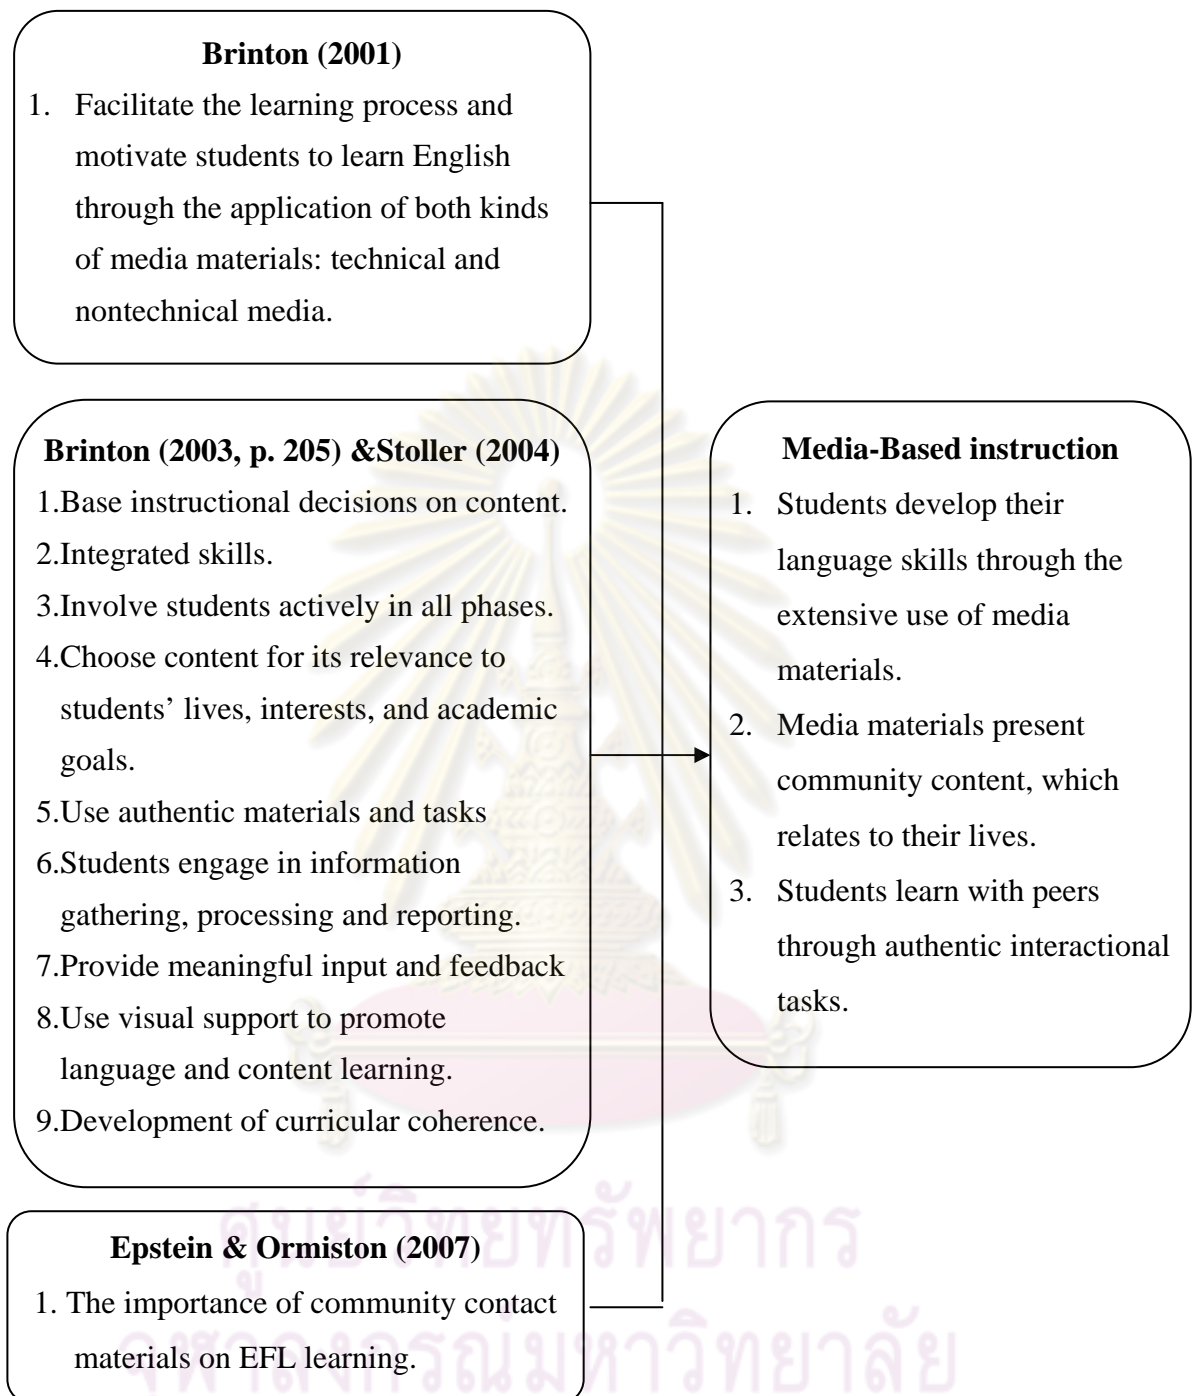 Brinton (2001)
1. Facilitate the learning process and
motivate students to learn English
through the application of both kinds
of media materials: technical and
nontechnical media.
Brinton (2003, p. 205) &Stoller (2004)
1.Base instructional decisions on content.
2.Integrated skills.
3.Involve students actively in all phases.
4.Choose content for its relevance to
students’ lives, interests, and academic
goals.
5.Use authentic materials and tasks
6.Students engage in information
gathering, processing and reporting.
7.Provide meaningful input and feedback
8.Use visual support to promote
language and content learning.
9.Development of curricular coherence.
Epstein & Ormiston (2007)
1. The importance of community contact
materials on EFL learning.
Media-Based instruction
1. Students develop their
language skills through the
extensive use of media
materials.
2. Media materials present
community content, which
relates to their lives.
3. Students learn with peers
through authentic interactional
tasks.
ศูนย์วิทยทรัพยากร
จุฬาลงกรณ์มหาวิทยาลัย